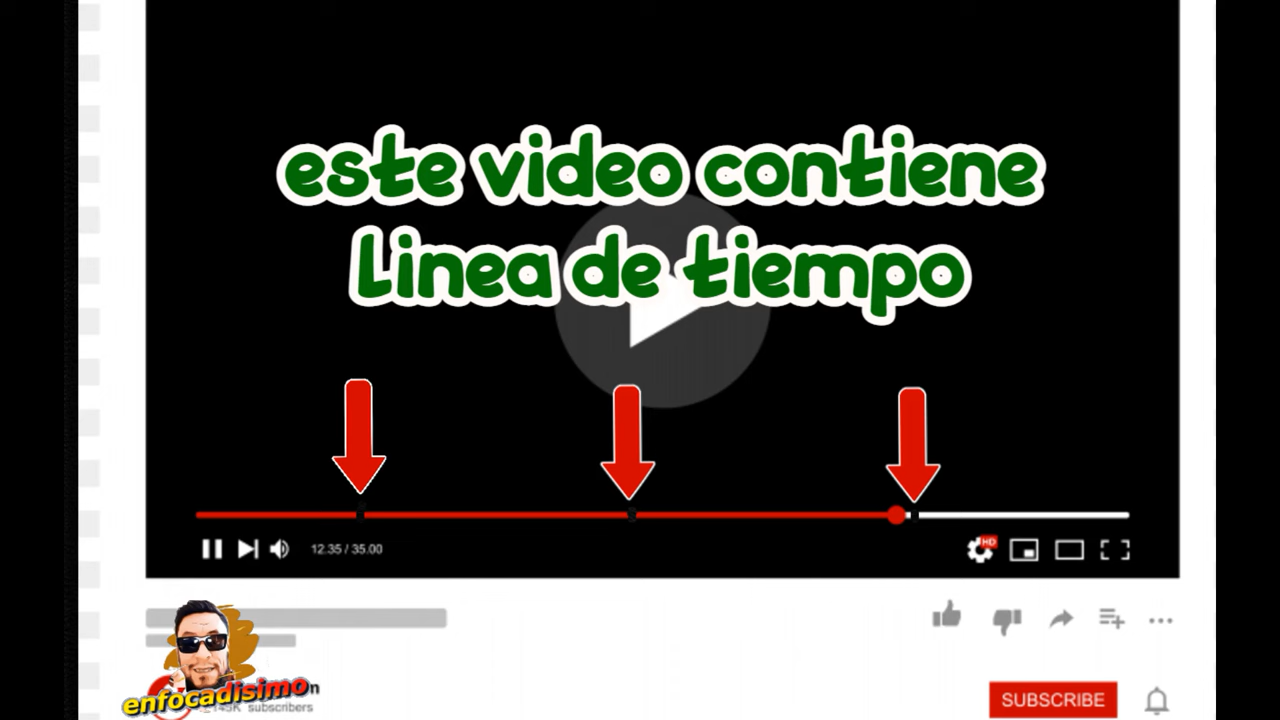 este video contiene
Linea de tiempo
12.35 / 35.00
HD
enfocadisimo
subscribers
SUBSCRIBE